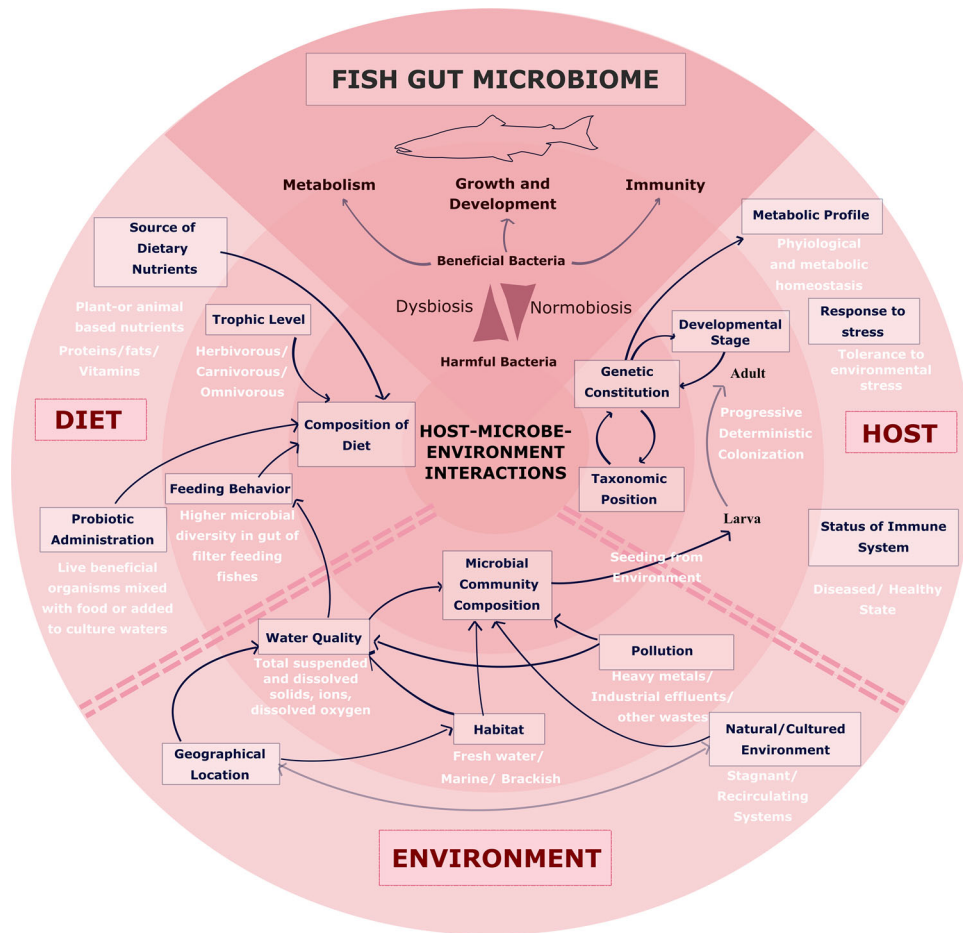 FISH GUT MICROBIOME
Metabolism
Growth and
Development
Immunity
Beneficial Bacteria
Dysbiosis
Normobiosis
Harmful Bacteria
HOST-MICROBE-
ENVIRONMENT
INTERACTIONS
DIET
Source of
Dietary
Nutrients
Plant-or animal
based nutrients
Proteins/fats/
Vitamins
Trophic Level
Herbivorous/
Carnivorous/
Omnivorous
Composition of
Diet
Feeding Behavior
Higher microbial
diversity in gut of
filter feeding
fishes
Probiotic
Administration
Live beneficial
organisms mixed
with food or added
to culture waters
HOST
Metabolic Profile
Phyiological
and metabolic
homeostasis
Response to
stress
Tolerance to
environmental
stress
Developmental
Stage
Genetic
Constitution
Taxonomic
Position
Adult
Progressive
Deterministic
Colonization
Larva
Seeding from
Environment
Status of Immune
System
Diseased/ Healthy
State
ENVIRONMENT
Microbial
Community
Composition
Water Quality
Total suspended
and dissolved
solids, ions,
dissolved oxygen
Pollution
Heavy metals/
Industrial effluents/
other wastes
Habitat
Fresh water/
Marine/ Brackish
Geographical
Location
Natural/Cultured
Environment
Stagnant/
Recirculating
Systems